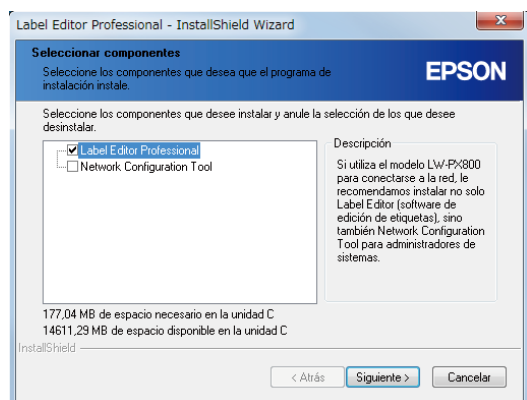 Label Editor Professional - InstallShield Wizard
Seleccionar componentes
Seleccione los componentes que desea que el programa de
instalación instale.
EPSON
Seleccione los componentes que desee instalar y anule la selección de los que desee
desinstalar.
Label Editor Professional
Network Configuration Tool
Descripción
Si utiliza el modelo LW-PX800
para conectarse a la red, le
recomendamos instalar no solo
Label Editor (software de
edición de etiquetas), sino
también Network Configuration
Tool para administradores de
sistemas.
177,04 MB de espacio necesario en la unidad C
14611,29 MB de espacio disponible en la unidad C
InstallShield
< Atrás
Siguiente >
Cancelar